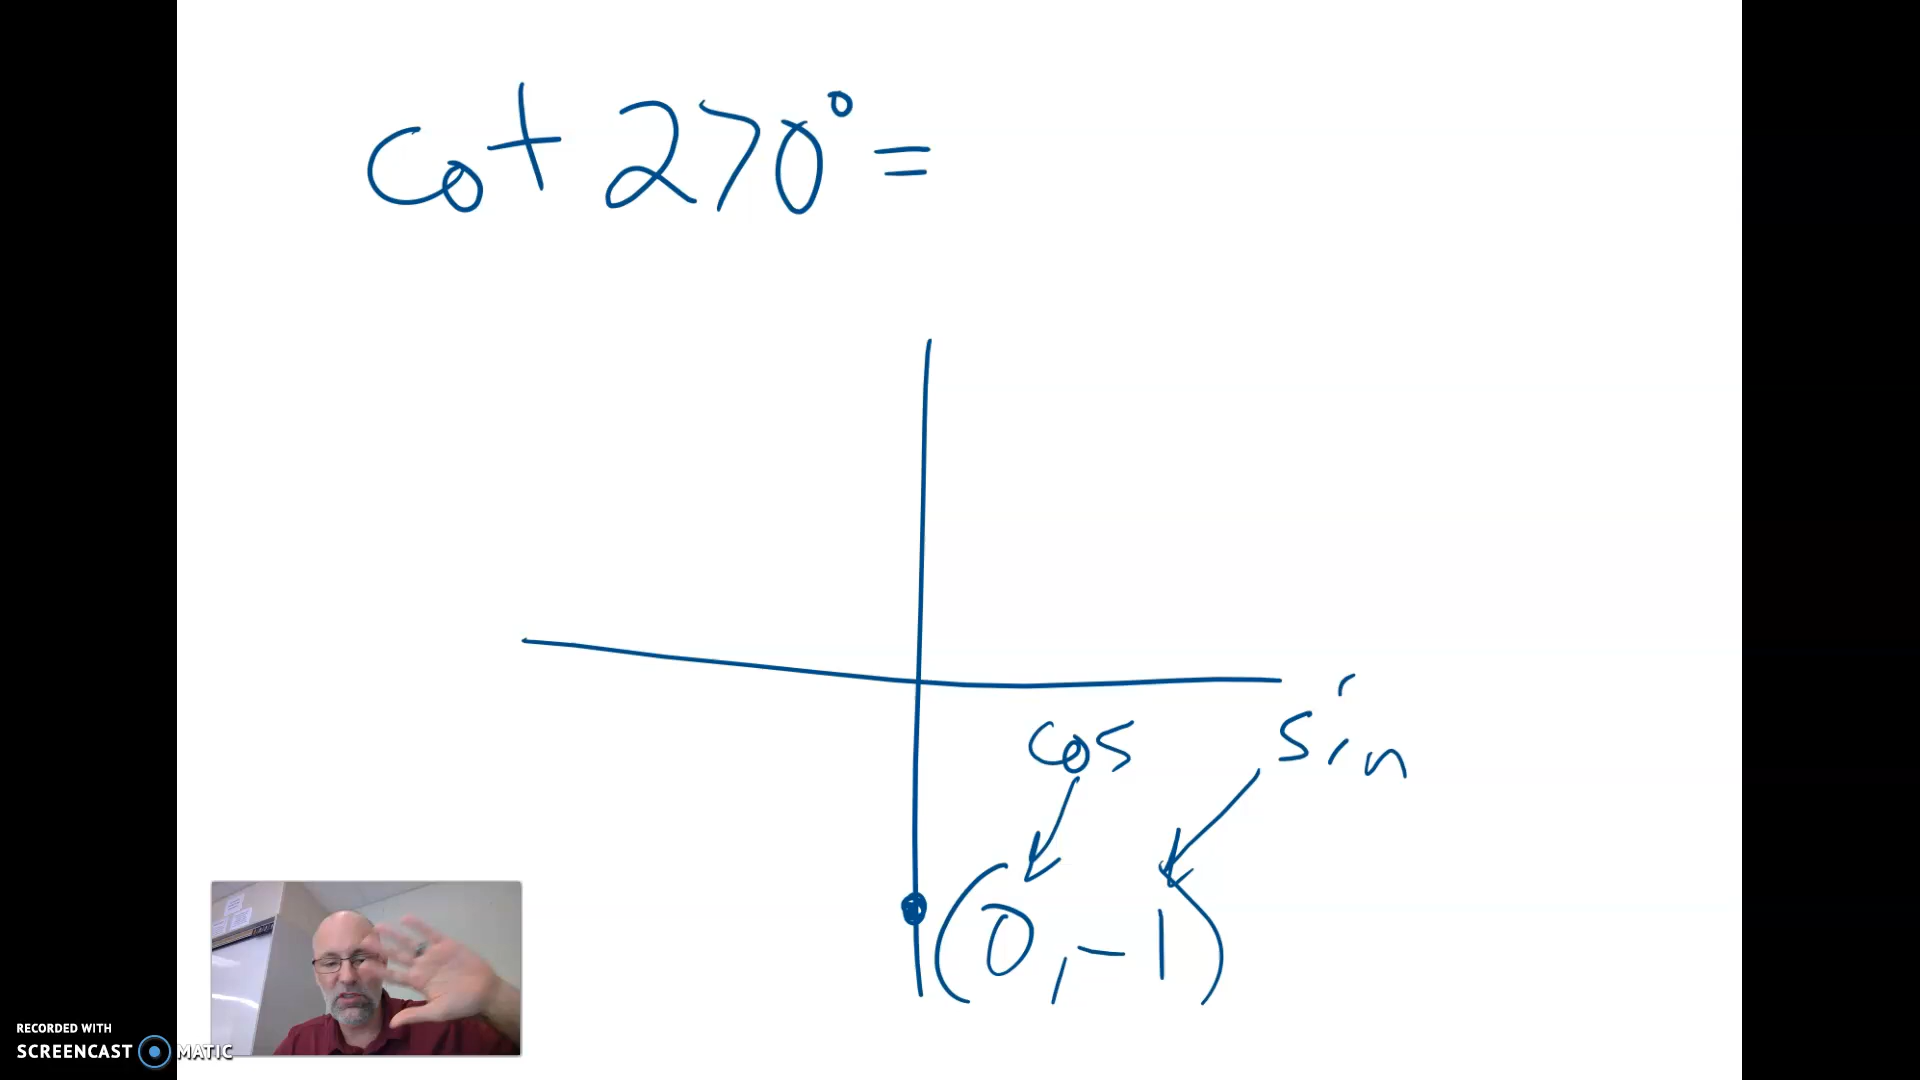 cot 270° =
cos sin
(0, -1)
RECORDED WITH
SCREENCAST MATIC